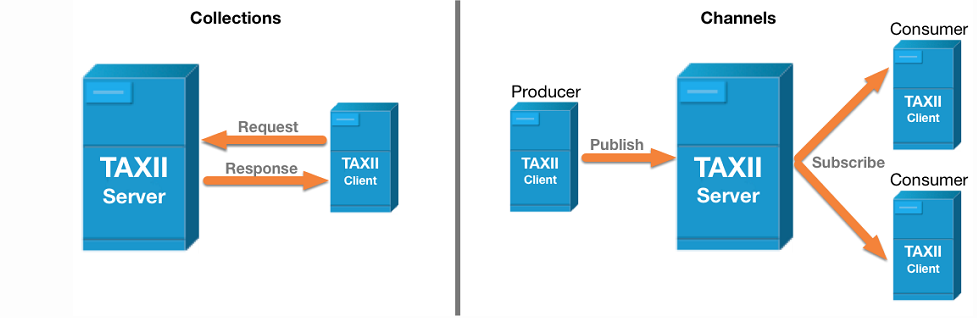 Collections
TAXII
Server
Request
Response
TAXII
Client
Channels
Producer
TAXII
Client
Publish
TAXII
Server
Subscribe
Consumer
TAXII
Client
Consumer
TAXII
Client